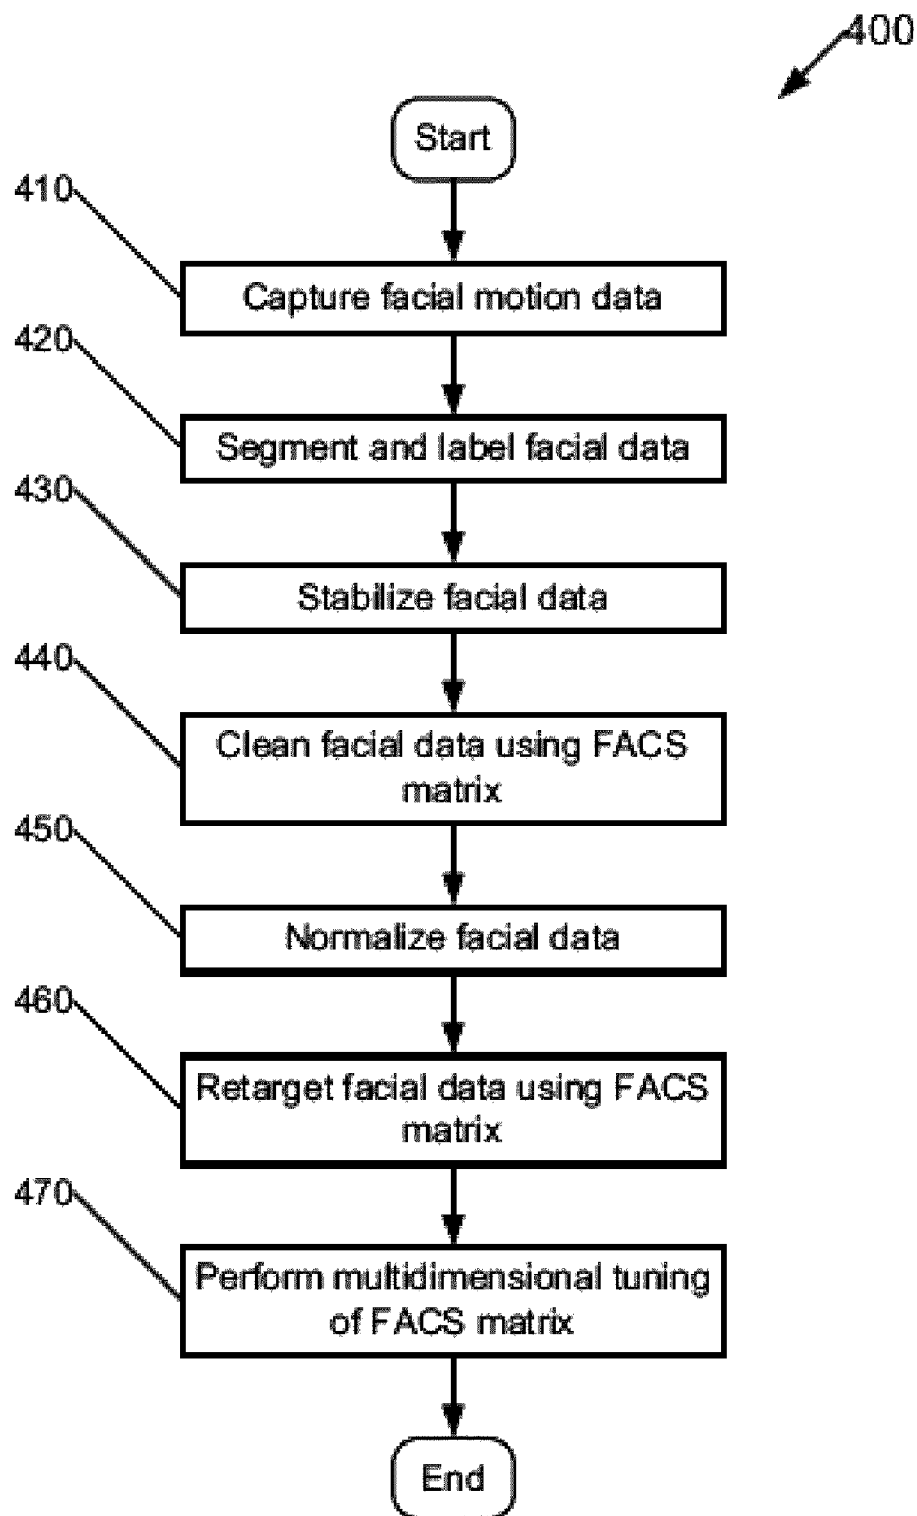 400
Start
410
Capture facial motion data
420
Segment and label facial data
430
Stabilize facial data
440
Clean facial data using FACS
matrix
450
Normalize facial data
460
Retarget facial data using FACS
matrix
470
Perform multidimensional tuning
of FACS matrix
End